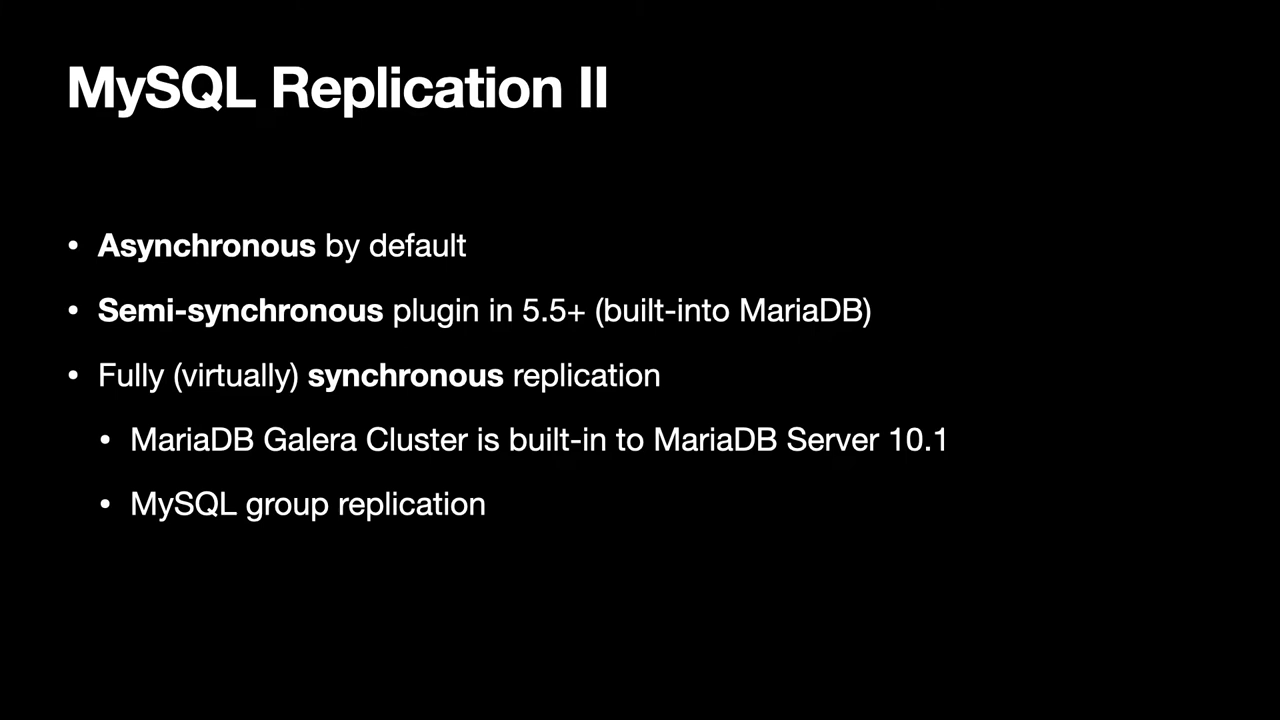 MySQL Replication II
• Asynchronous by default
• Semi-synchronous plugin in 5.5+ (built-into MariaDB)
• Fully (virtually) synchronous replication
• MariaDB Galera Cluster is built-in to MariaDB Server 10.1
• MySQL group replication